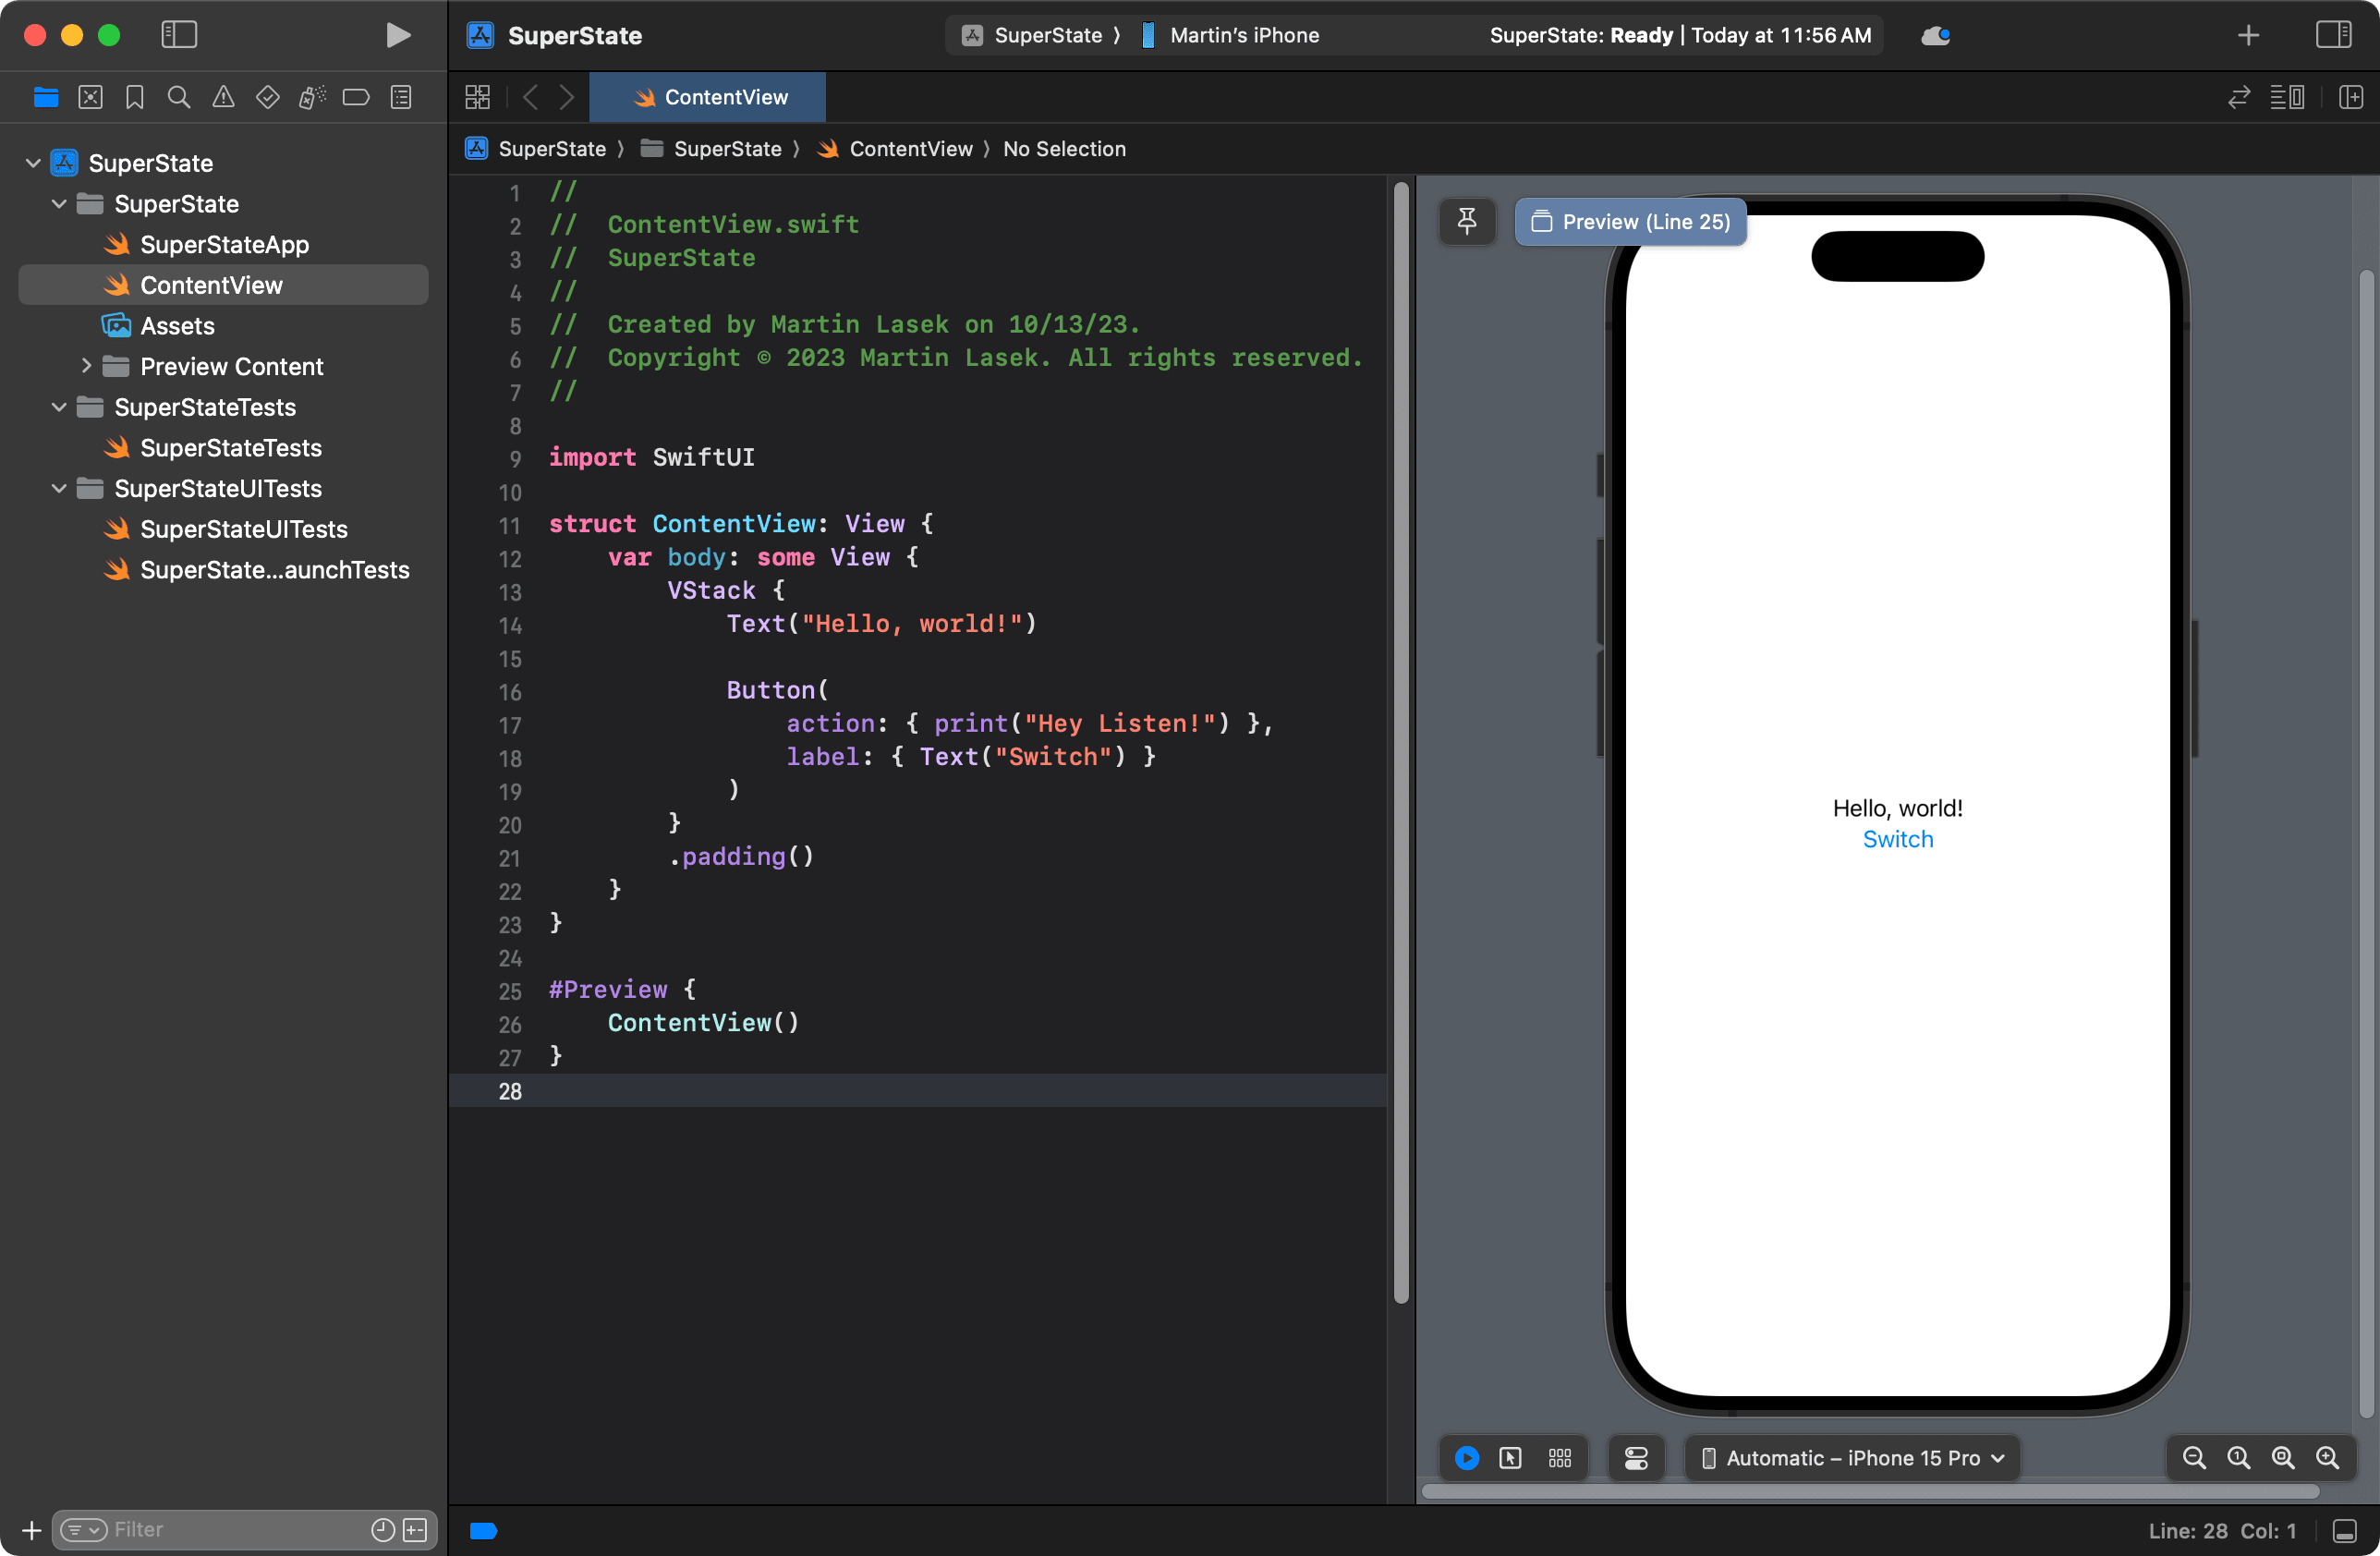 SuperState
SuperState ⟩ Martin’s iPhone
SuperState: Ready | Today at 11:56 AM
ContentView
SuperState ⟩ SuperState ⟩ ContentView ⟩ No Selection
SuperState
SuperState
SuperStateApp
ContentView
Assets
Preview Content
SuperStateTests
SuperStateTests
SuperStateUITests
SuperStateUITests
SuperState...aunchTests
Filter
1 //
2 //  ContentView.swift
3 //  SuperState
4 //
5 //  Created by Martin Lasek on 10/13/23.
6 //  Copyright © 2023 Martin Lasek. All rights reserved.
7 //
8
9 import SwiftUI
10
11 struct ContentView: View {
12     var body: some View {
13         VStack {
14             Text("Hello, world!")
15
16             Button(
17                 action: { print("Hey Listen!") },
18                 label: { Text("Switch") }
19             )
20         }
21         .padding()
22     }
23 }
24
25 #Preview {
26     ContentView()
27 }
28
Preview (Line 25)
Hello, world!
Switch
Automatic – iPhone 15 Pro
Line: 28 Col: 1